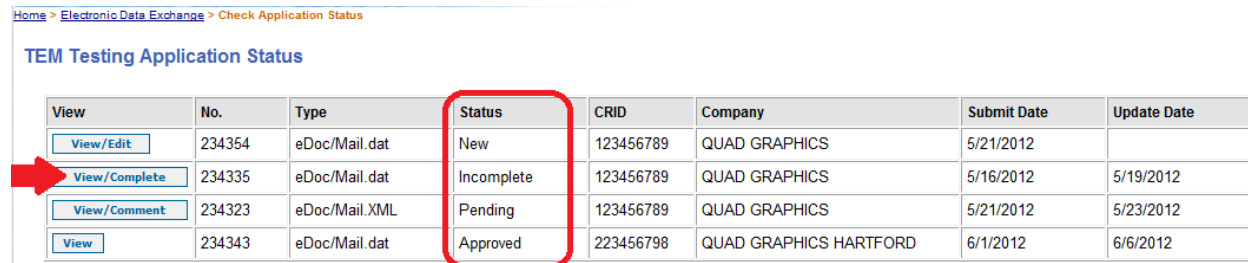 Home > Electronic Data Exchange > Check Application Status
TEM Testing Application Status
View No. Type Status CRID Company Submit Date Update Date
View/Edit 234354 eDoc/Mail.dat New 123456789 QUAD GRAPHICS 5/21/2012
View/Complete 234335 eDoc/Mail.dat Incomplete 123456789 QUAD GRAPHICS 5/16/2012 5/19/2012
View/Comment 234323 eDoc/Mail.XML Pending 123456789 QUAD GRAPHICS 5/21/2012 5/23/2012
View 234343 eDoc/Mail.dat Approved 223456798 QUAD GRAPHICS HARTFORD 6/1/2012 6/6/2012